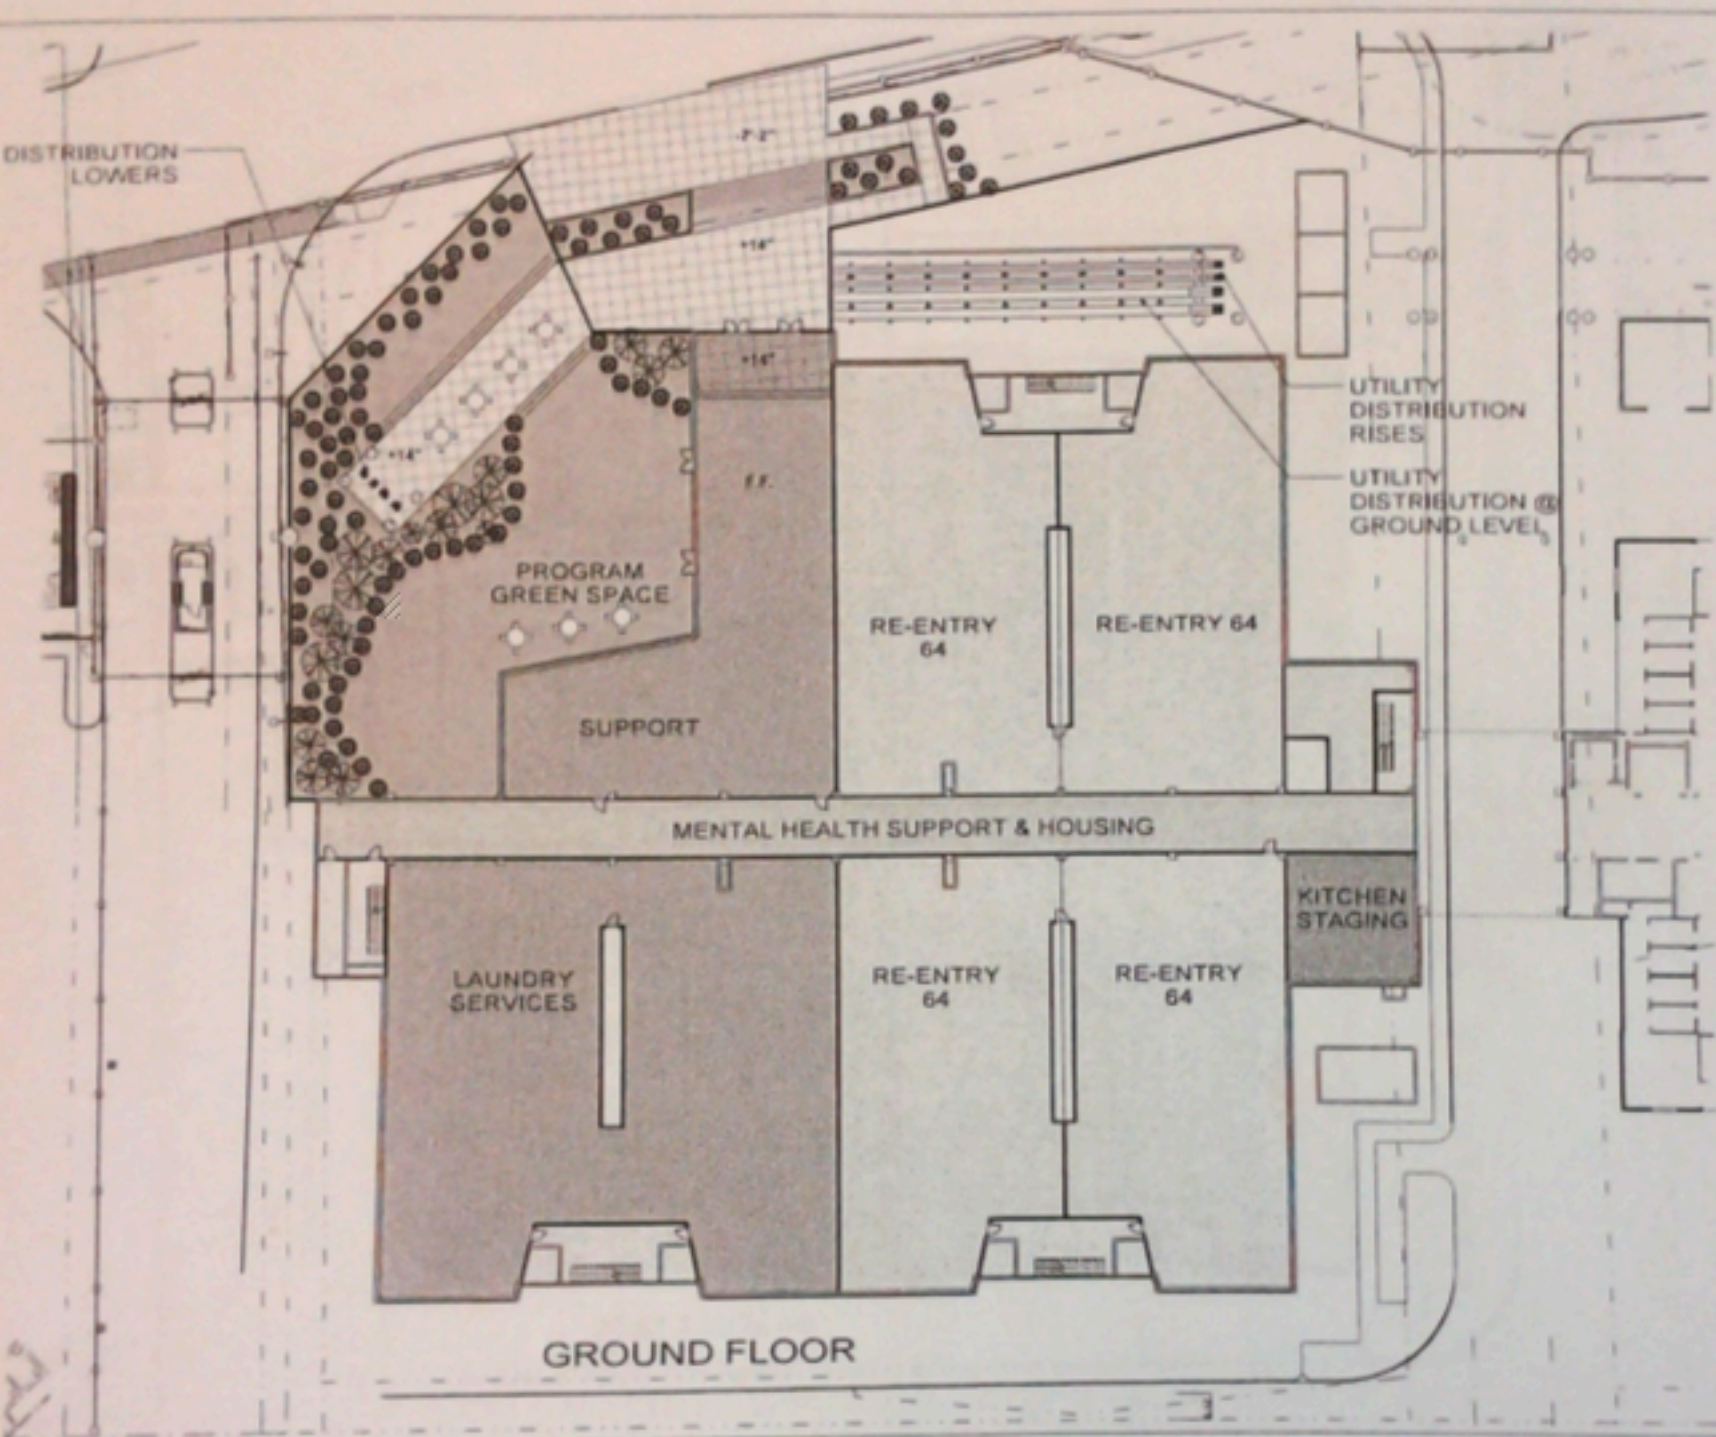 DISTRIBUTION
LOWERS
+14"
+14"
+14"
F.F.
UTILITY
DISTRIBUTION
RISES
UTILITY
DISTRIBUTION @
GROUND LEVEL
PROGRAM
GREEN SPACE
RE-ENTRY
64
RE-ENTRY 64
SUPPORT
MENTAL HEALTH SUPPORT & HOUSING
KITCHEN
STAGING
LAUNDRY
SERVICES
RE-ENTRY
64
RE-ENTRY
64
GROUND FLOOR